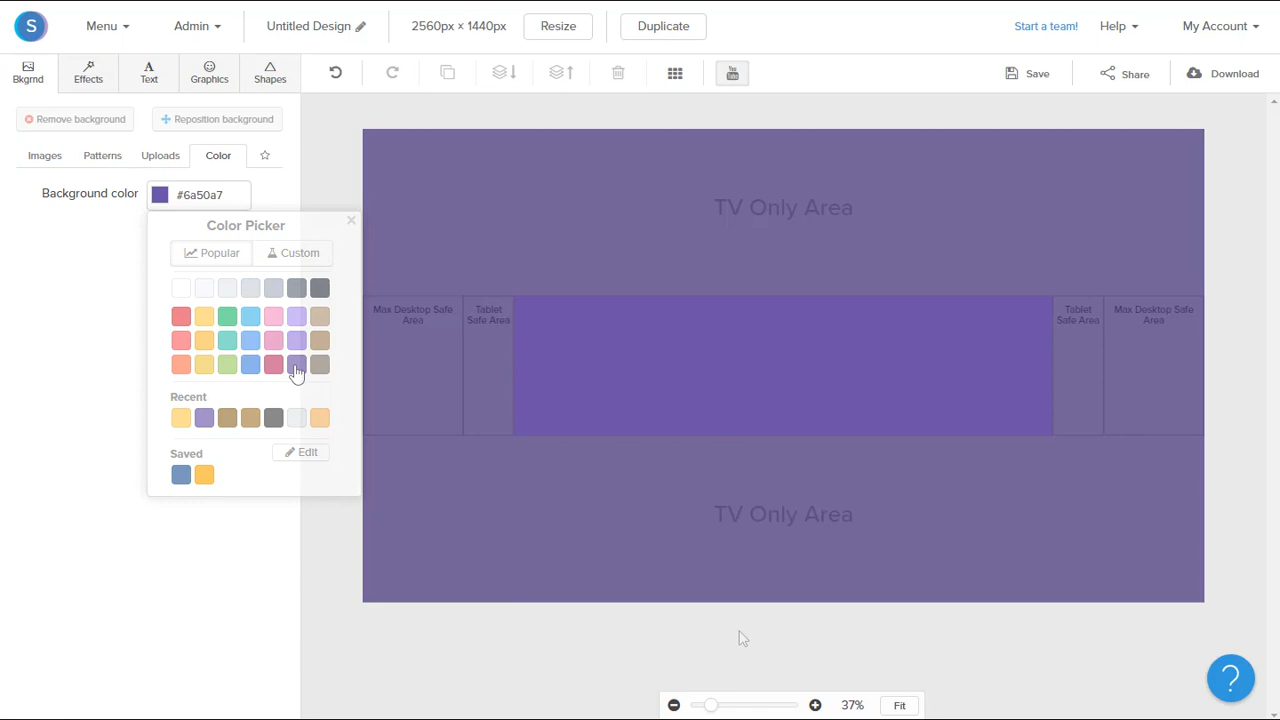 S
Menu
Admin
Untitled Design
2560px × 1440px
Resize
Duplicate
Start a team!
Help
My Account
Bkgrnd
Effects
Text
Graphics
Shapes
Save
Share
Download
Remove background
Reposition background
Images
Patterns
Uploads
Color
Background color
#6a50a7
Color Picker
Popular
Custom
Recent
Saved
Edit
TV Only Area
Max Desktop Safe
Area
Tablet
Safe Area
Tablet
Safe Area
Max Desktop Safe
Area
TV Only Area
37%
Fit
?